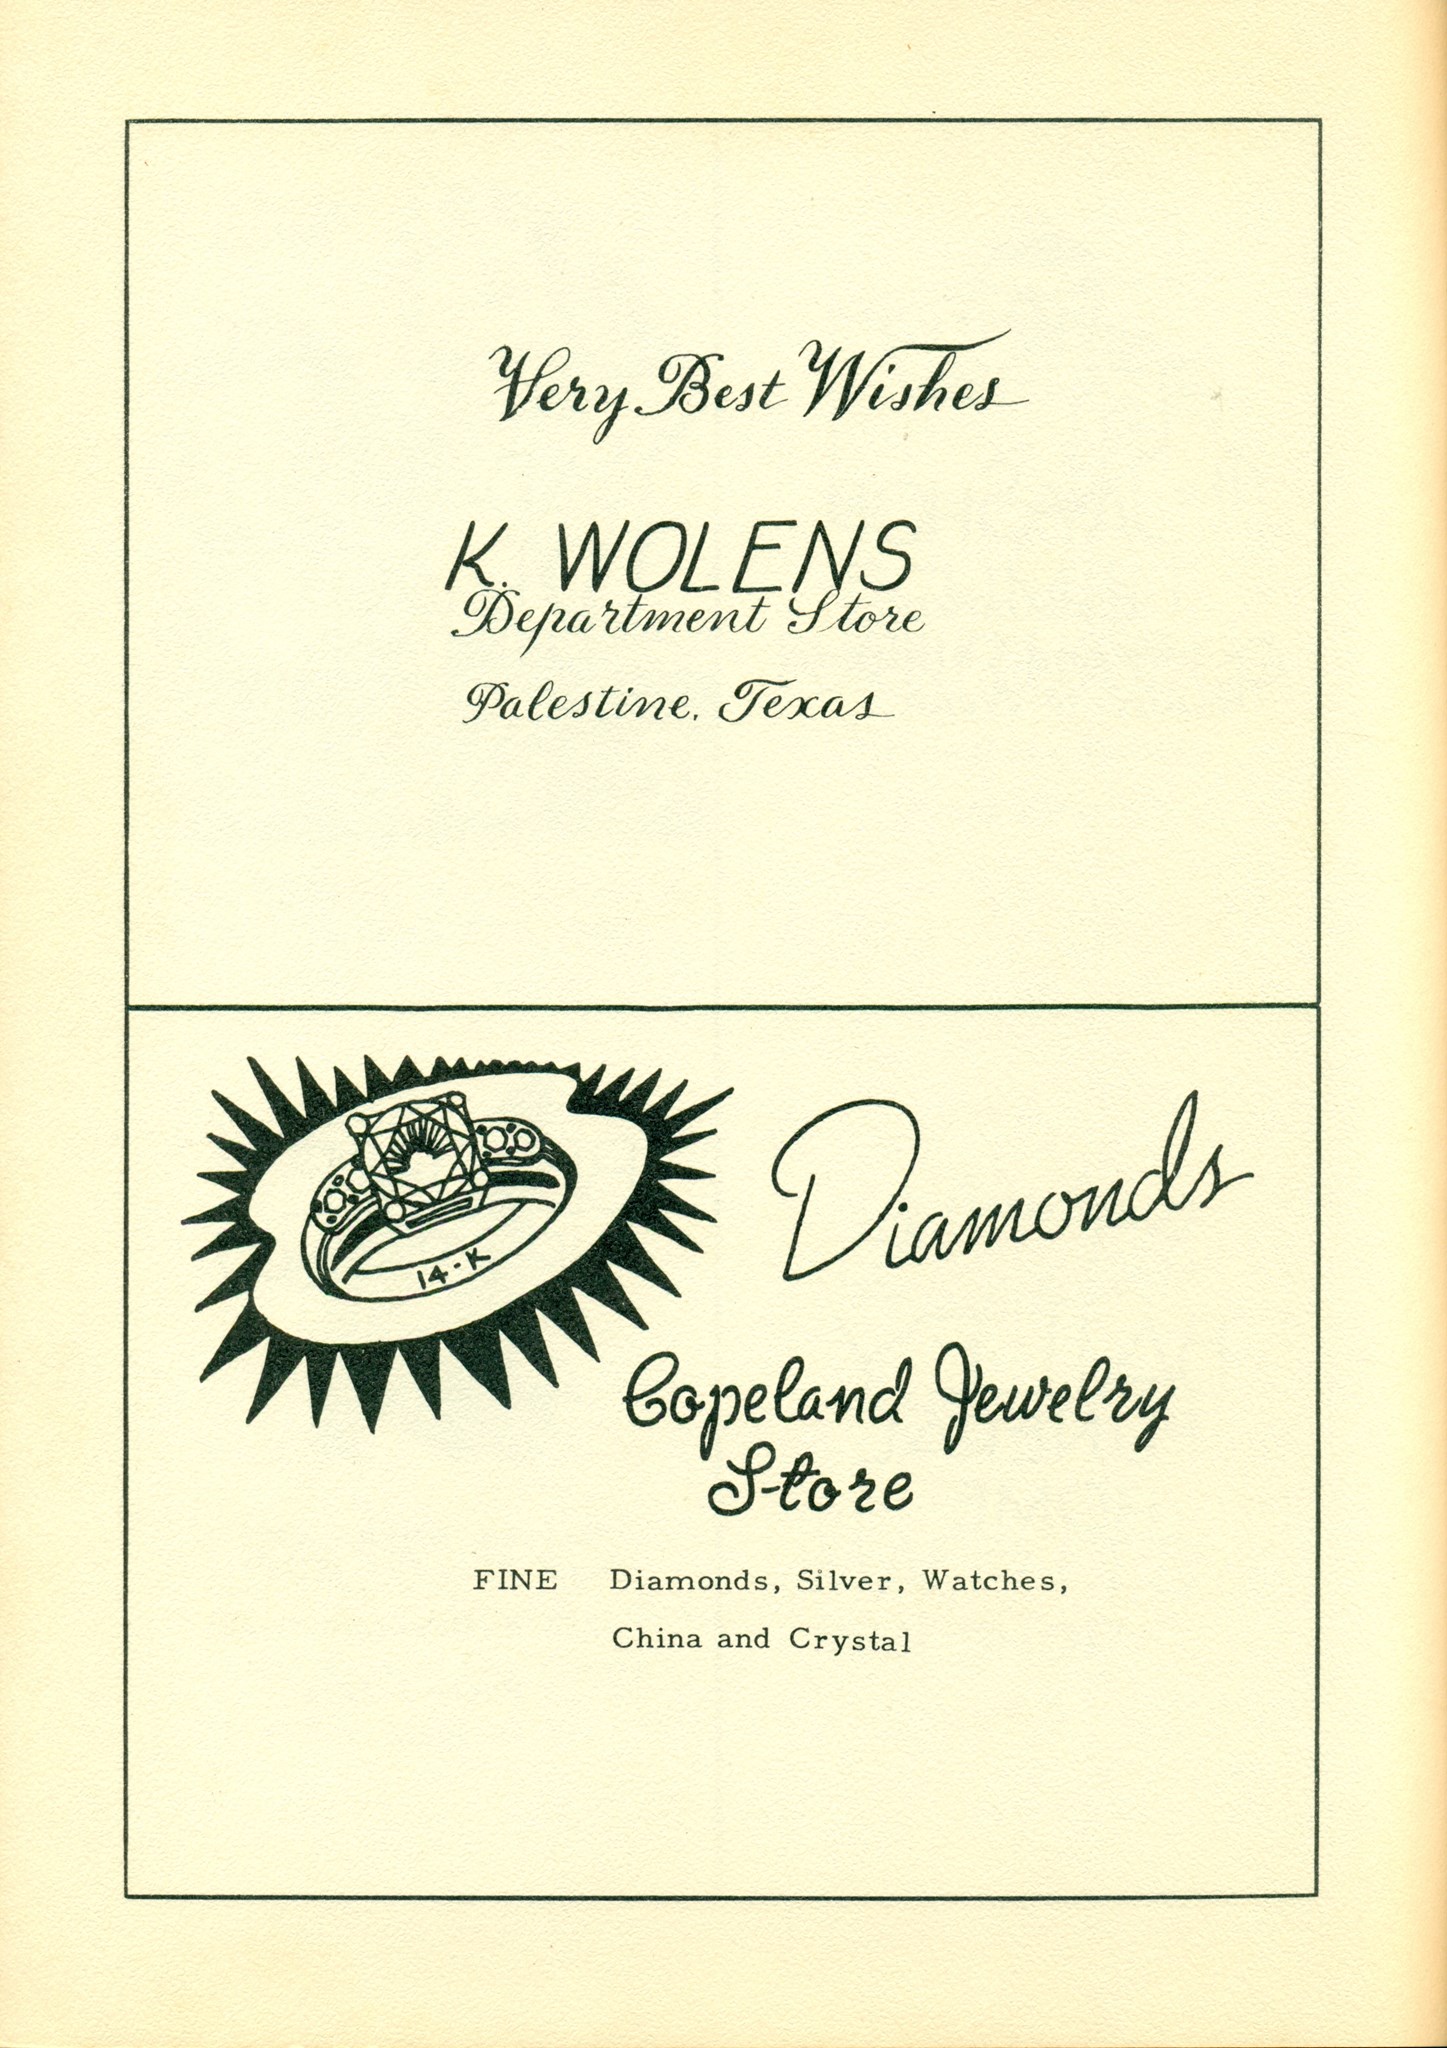 Very Best Wishes
K. WOLENS
Department Store
Palestine, Texas
14-K
Diamonds
Copeland Jewelry
Store
FINE Diamonds, Silver, Watches,
China and Crystal